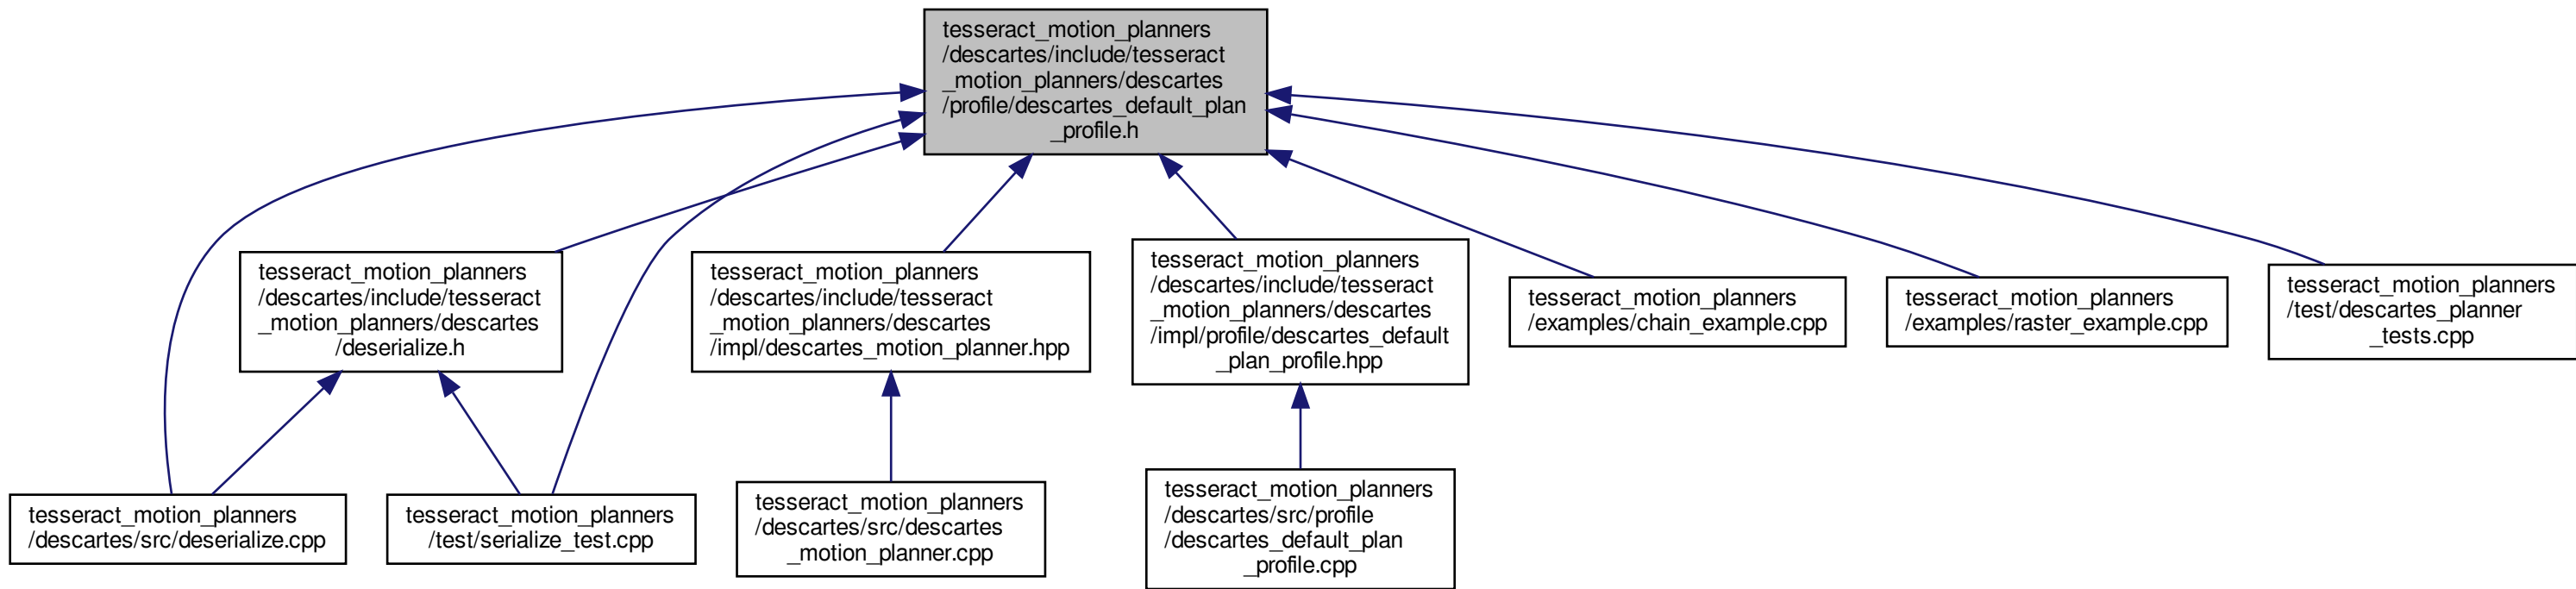 tesseract_motion_planners
/descartes/include/tesseract
_motion_planners/descartes
/profile/descartes_default_plan
_profile.h
tesseract_motion_planners
/descartes/include/tesseract
_motion_planners/descartes
/deserialize.h
tesseract_motion_planners
/descartes/include/tesseract
_motion_planners/descartes
/impl/descartes_motion_planner.hpp
tesseract_motion_planners
/descartes/include/tesseract
_motion_planners/descartes
/impl/profile/descartes_default
_plan_profile.hpp
tesseract_motion_planners
/examples/chain_example.cpp
tesseract_motion_planners
/examples/raster_example.cpp
tesseract_motion_planners
/test/descartes_planner
_tests.cpp
tesseract_motion_planners
/descartes/src/deserialize.cpp
tesseract_motion_planners
/test/serialize_test.cpp
tesseract_motion_planners
/descartes/src/descartes
_motion_planner.cpp
tesseract_motion_planners
/descartes/src/profile
/descartes_default_plan
_profile.cpp